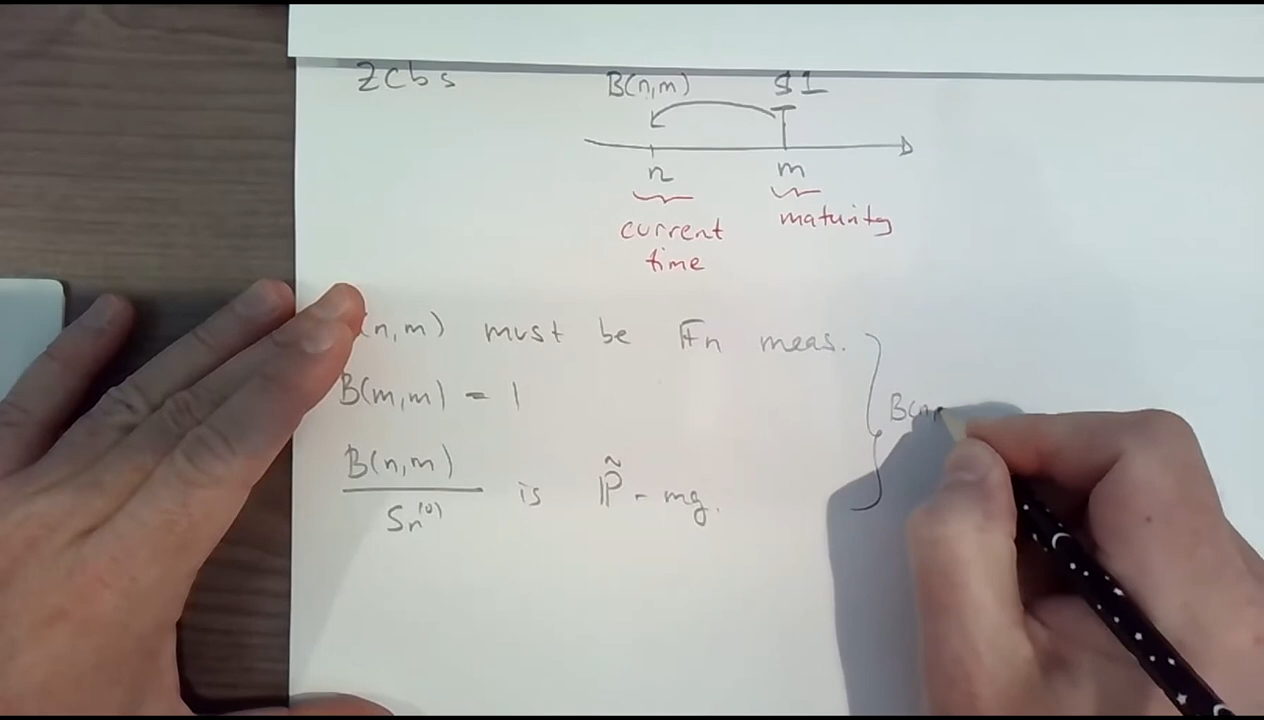 zcbs
B(n,m) $1
n m
current time
maturity
(n,m) must be Fn meas.
B(m,m) = 1
B(n,m)
Sn(0)
is P̃ - mg.
B(n